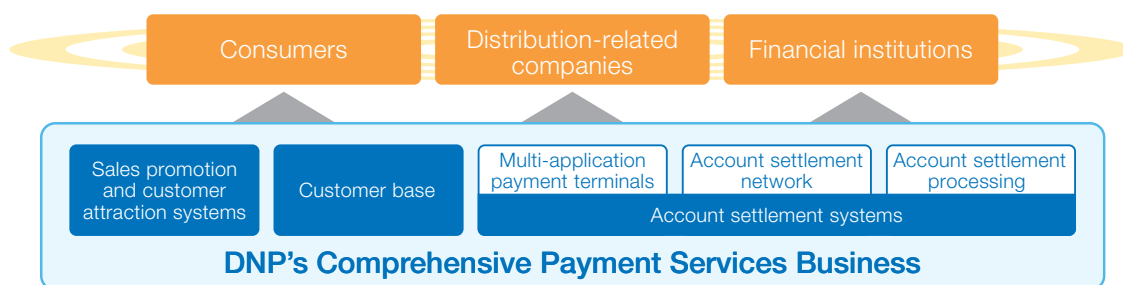 Consumers
Distribution-related
companies
Financial institutions
Sales promotion
and customer
attraction systems
Customer base
Multi-application
payment terminals
Account settlement
network
Account settlement
processing
Account settlement systems
DNP's Comprehensive Payment Services Business